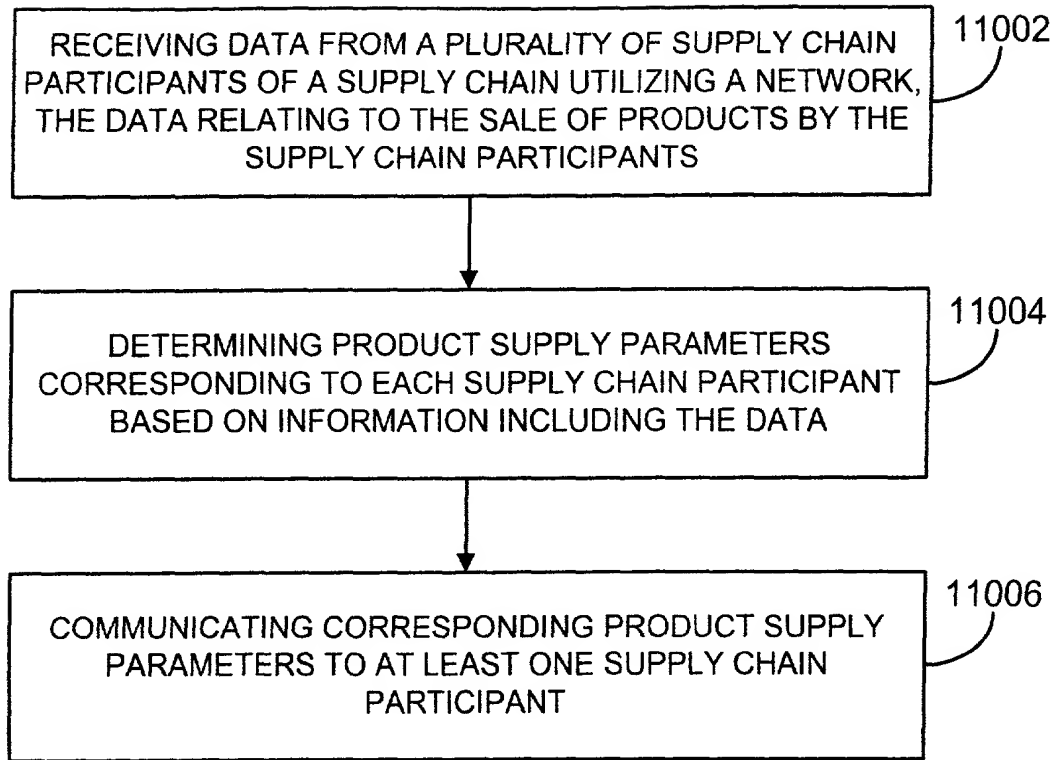 RECEIVING DATA FROM A PLURALITY OF SUPPLY CHAIN
PARTICIPANTS OF A SUPPLY CHAIN UTILIZING A NETWORK,
THE DATA RELATING TO THE SALE OF PRODUCTS BY THE
SUPPLY CHAIN PARTICIPANTS
11002
DETERMINING PRODUCT SUPPLY PARAMETERS
CORRESPONDING TO EACH SUPPLY CHAIN PARTICIPANT
BASED ON INFORMATION INCLUDING THE DATA
11004
COMMUNICATING CORRESPONDING PRODUCT SUPPLY
PARAMETERS TO AT LEAST ONE SUPPLY CHAIN
PARTICIPANT
11006